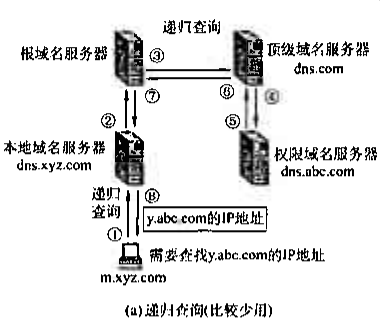 递归查询
根域名服务器
顶级域名服务器
dns.com
③
⑥
②
⑦
⑤
④
本地域名服务器
dns.xyz.com
权限域名服务器
dns.abc.com
递归
查询
⑧
y.abc.com的IP地址
①
需要查找y.abc.com的IP地址
m.xyz.com
(a)递归查询(比较少用)